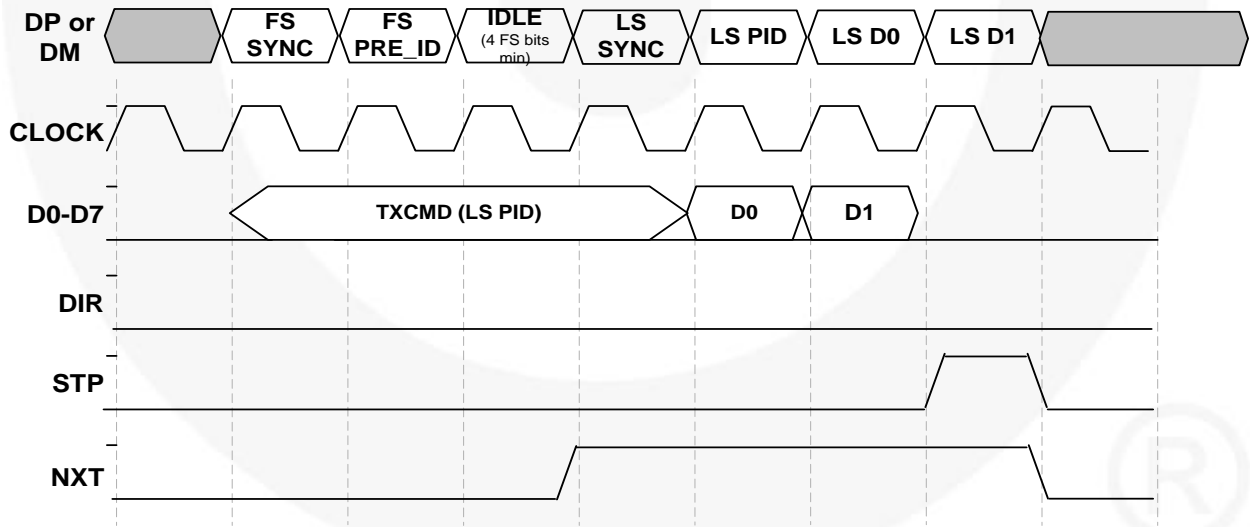 DP or
DM
FS
SYNC
FS
PRE_ID
IDLE
(4 FS bits
min)
LS
SYNC
LS PID
LS D0
LS D1
CLOCK
D0-D7
TXCMD (LS PID)
D0
D1
DIR
STP
NXT
®